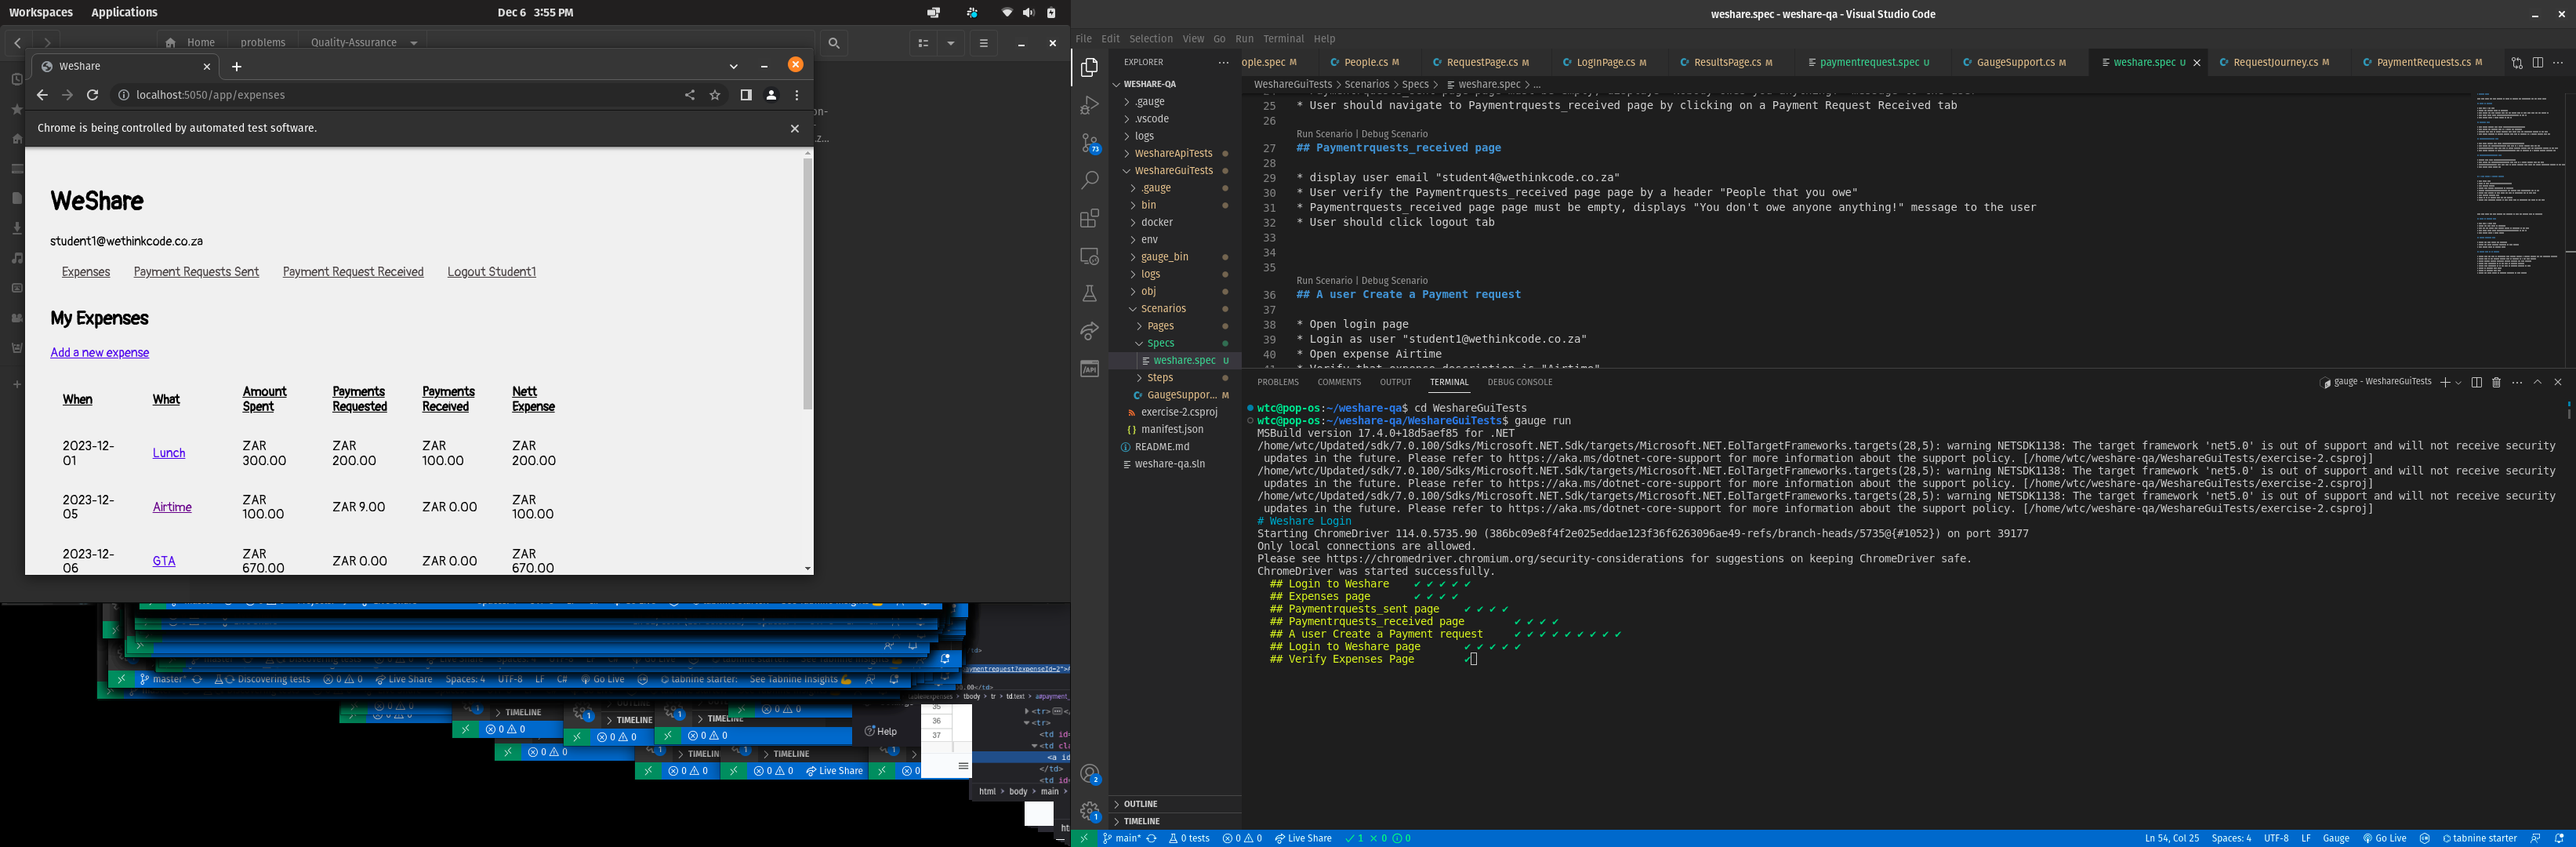 Workspaces Applications Dec 6 3:55 PM
Home problems Quality-Assurance
WeShare
localhost:5050/app/expenses
Chrome is being controlled by automated test software.
WeShare
student1@wethinkcode.co.za
Expenses Payment Requests Sent Payment Request Received Logout Student1
My Expenses
Add a new expense
When What Amount Spent Payments Requested Payments Received Nett Expense
2023-12-01 Lunch ZAR 300.00 ZAR 200.00 ZAR 100.00 ZAR 200.00
2023-12-05 Airtime ZAR 100.00 ZAR 9.00 ZAR 0.00 ZAR 100.00
2023-12-06 GTA ZAR 670.00 ZAR 0.00 ZAR 0.00 ZAR 670.00
master* Discovering tests 0 0 Live Share Spaces: 4 UTF-8 LF C# Go Live tabnine starter: See Tabnine Insights
TIMELINE
Help
35
36
37
html > body > main >
weshare.spec - weshare-qa - Visual Studio Code
File Edit Selection View Go Run Terminal Help
EXPLORER
WESHARE-QA
.gauge
.vscode
logs
WeshareApiTests
WeshareGuiTests
.gauge
bin
docker
env
gauge_bin
logs
obj
Scenarios
Pages
Specs
weshare.spec U
Steps
GaugeSuppor... M
exercise-2.csproj
manifest.json
README.md
weshare-qa.sln
OUTLINE
TIMELINE
ople.spec M People.cs M RequestPage.cs M LogInPage.cs M ResultsPage.cs M paymentrequest.spec U GaugeSupport.cs M weshare.spec U RequestJourney.cs M PaymentRequests.cs M
WeshareGuiTests > Scenarios > Specs > weshare.spec > ...
25 * User should navigate to Paymentrquests_received page by clicking on a Payment Request Received tab
26
Run Scenario | Debug Scenario
27 ## Paymentrquests_received page
28
29 * display user email "student4@wethinkcode.co.za"
30 * User verify the Paymentrquests_received page page by a header "People that you owe"
31 * Paymentrquests_received page page must be empty, displays "You don't owe anyone anything!" message to the user
32 * User should click logout tab
33
34
35
Run Scenario | Debug Scenario
36 ## A user Create a Payment request
37
38 * Open login page
39 * Login as user "student1@wethinkcode.co.za"
40 * Open expense Airtime
41 * Verify that expense description is "Airtime"
PROBLEMS COMMENTS OUTPUT TERMINAL DEBUG CONSOLE gauge - WeshareGuiTests
wtc@pop-os:~/weshare-qa$ cd WeshareGuiTests
wtc@pop-os:~/weshare-qa/WeshareGuiTests$ gauge run
MSBuild version 17.4.0+18d5aef85 for .NET
/home/wtc/Updated/sdk/7.0.100/Sdks/Microsoft.NET.Sdk/targets/Microsoft.NET.EolTargetFrameworks.targets(28,5): warning NETSDK1138: The target framework 'net5.0' is out of support and will not receive security
updates in the future. Please refer to https://aka.ms/dotnet-core-support for more information about the support policy. [/home/wtc/weshare-qa/WeshareGuiTests/exercise-2.csproj]
/home/wtc/Updated/sdk/7.0.100/Sdks/Microsoft.NET.Sdk/targets/Microsoft.NET.EolTargetFrameworks.targets(28,5): warning NETSDK1138: The target framework 'net5.0' is out of support and will not receive security
updates in the future. Please refer to https://aka.ms/dotnet-core-support for more information about the support policy. [/home/wtc/weshare-qa/WeshareGuiTests/exercise-2.csproj]
/home/wtc/Updated/sdk/7.0.100/Sdks/Microsoft.NET.Sdk/targets/Microsoft.NET.EolTargetFrameworks.targets(28,5): warning NETSDK1138: The target framework 'net5.0' is out of support and will not receive security
updates in the future. Please refer to https://aka.ms/dotnet-core-support for more information about the support policy. [/home/wtc/weshare-qa/WeshareGuiTests/exercise-2.csproj]
# Weshare Login
Starting ChromeDriver 114.0.5735.90 (386bc09e8f4f2e025eddae123f36f6263096ae49-refs/branch-heads/5735@{#1052}) on port 39177
Only local connections are allowed.
Please see https://chromedriver.chromium.org/security-considerations for suggestions on keeping ChromeDriver safe.
ChromeDriver was started successfully.
## Login to Weshare ✔ ✔ ✔ ✔ ✔
## Expenses page ✔ ✔ ✔ ✔
## Paymentrquests_sent page ✔ ✔ ✔ ✔
## Paymentrquests_received page ✔ ✔ ✔ ✔
## A user Create a Payment request ✔ ✔ ✔ ✔ ✔ ✔ ✔ ✔ ✔
## Login to Weshare page ✔ ✔ ✔ ✔ ✔
## Verify Expenses Page ✔
main* 0 tests 0 0 Live Share 1 0 0 Ln 54, Col 25 Spaces: 4 UTF-8 LF Gauge Go Live tabnine starter